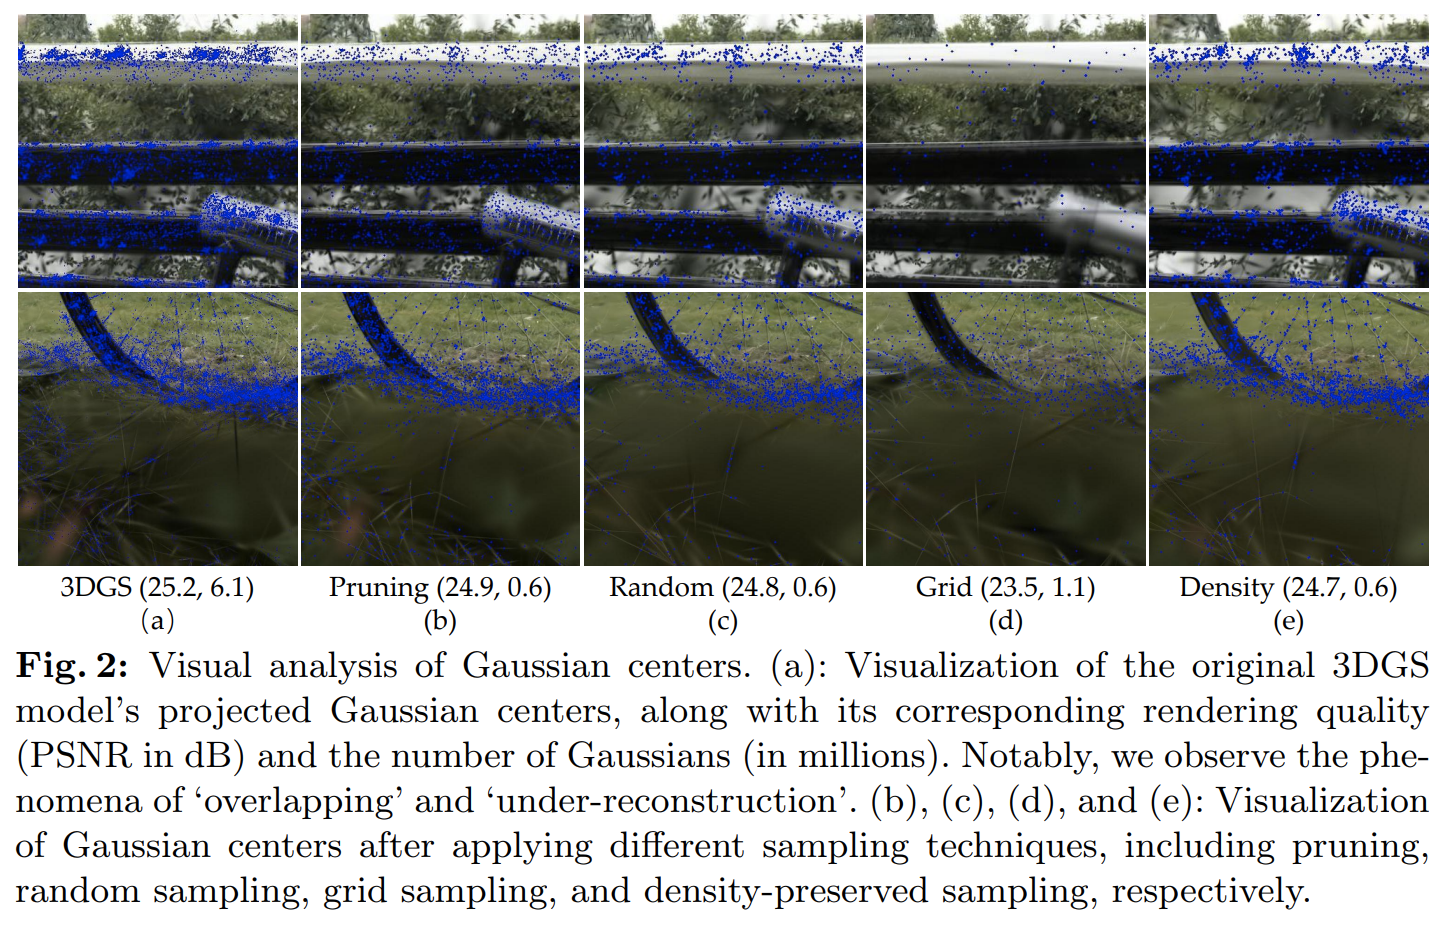 3DGS (25.2, 6.1) Pruning (24.9, 0.6) Random (24.8, 0.6) Grid (23.5, 1.1) Density (24.7, 0.6)
(a) (b) (c) (d) (e)
Fig. 2: Visual analysis of Gaussian centers. (a): Visualization of the original 3DGS
model's projected Gaussian centers, along with its corresponding rendering quality
(PSNR in dB) and the number of Gaussians (in millions). Notably, we observe the phe-
nomena of ‘overlapping’ and ‘under-reconstruction’. (b), (c), (d), and (e): Visualization
of Gaussian centers after applying different sampling techniques, including pruning,
random sampling, grid sampling, and density-preserved sampling, respectively.